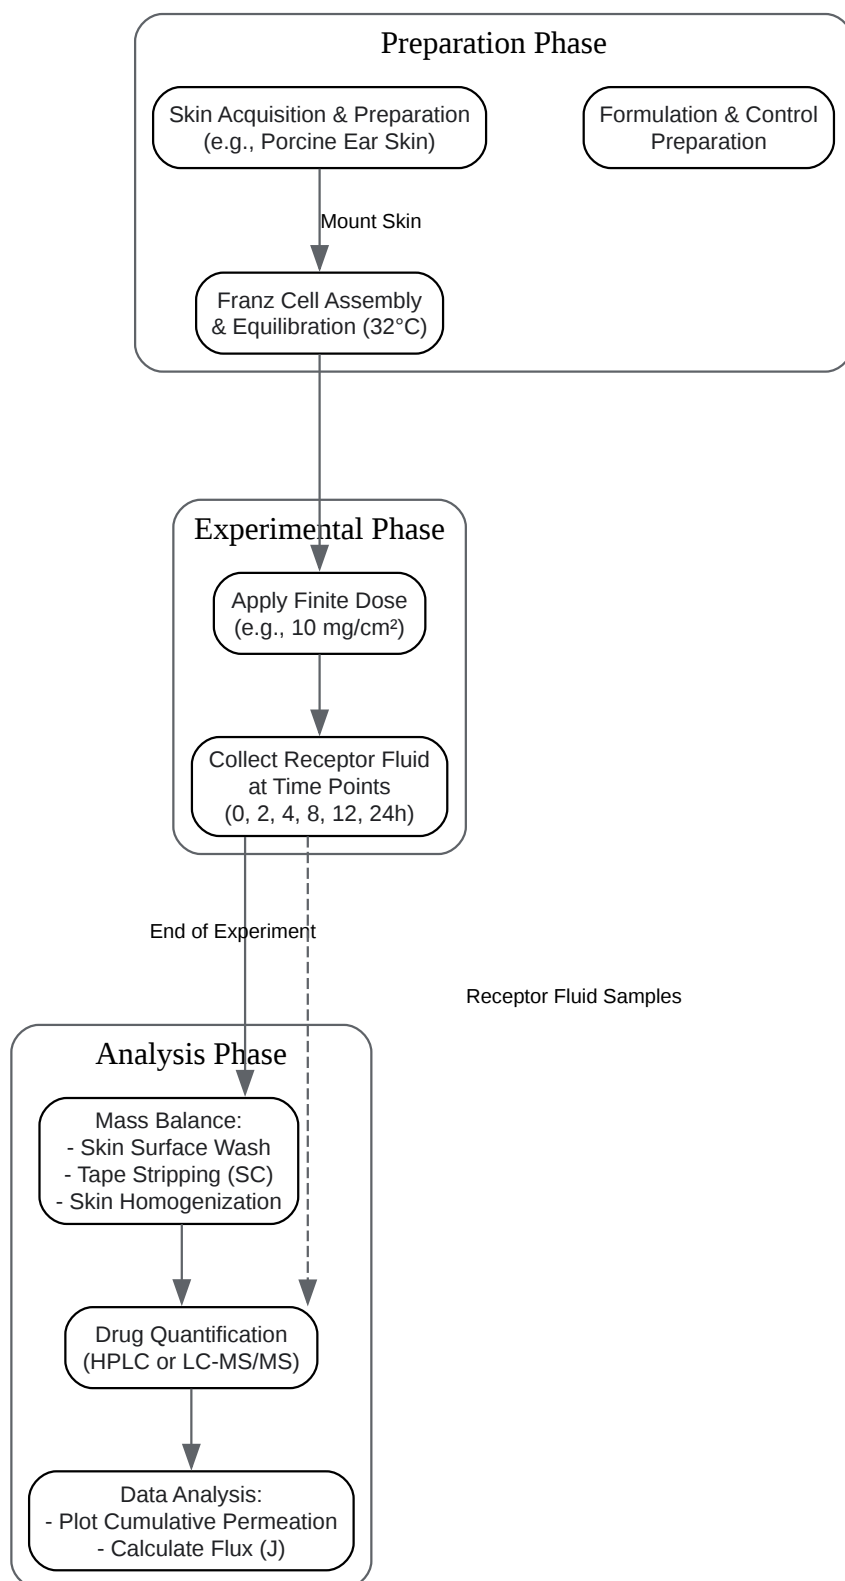 Preparation Phase
Skin Acquisition & Preparation
(e.g., Porcine Ear Skin)
Formulation & Control
Preparation
Mount Skin
Franz Cell Assembly
& Equilibration (32°C)
Experimental Phase
Apply Finite Dose
(e.g., 10 mg/cm²)
Collect Receptor Fluid
at Time Points
(0, 2, 4, 8, 12, 24h)
End of Experiment
Receptor Fluid Samples
Analysis Phase
Mass Balance:
- Skin Surface Wash
- Tape Stripping (SC)
- Skin Homogenization
Drug Quantification
(HPLC or LC-MS/MS)
Data Analysis:
- Plot Cumulative Permeation
- Calculate Flux (J)